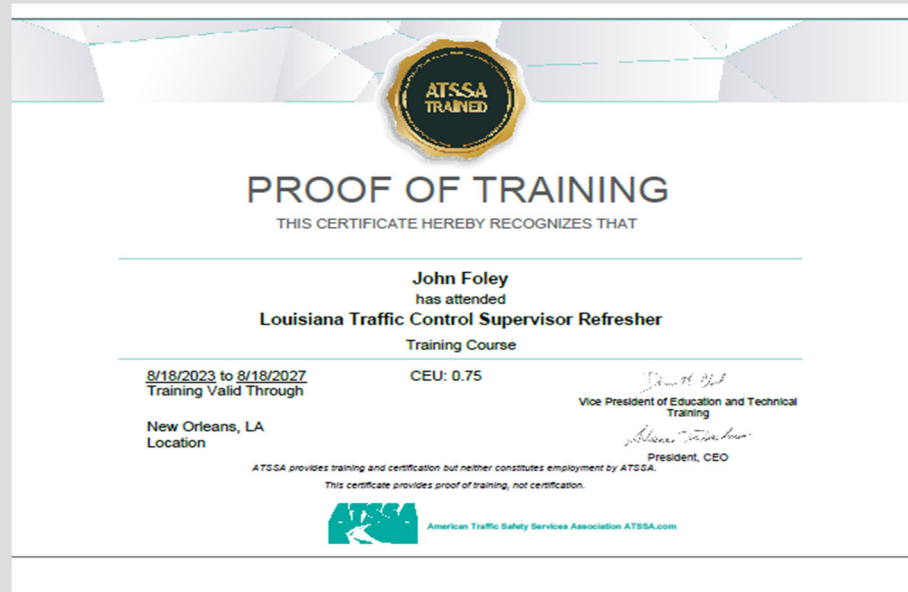 ATSSA
TRAINED
PROOF OF TRAINING
THIS CERTIFICATE HEREBY RECOGNIZES THAT
John Foley
has attended
Louisiana Traffic Control Supervisor Refresher
Training Course
8/18/2023 to 8/18/2027
Training Valid Through
CEU: 0.75
New Orleans, LA
Location
Vice President of Education and Technical
Training
President, CEO
ATSSA provides training and certification but neither constitutes employment by ATSSA.
This certificate provides proof of training, not certification.
ATSSA
American Traffic Safety Services Association ATSSA.com